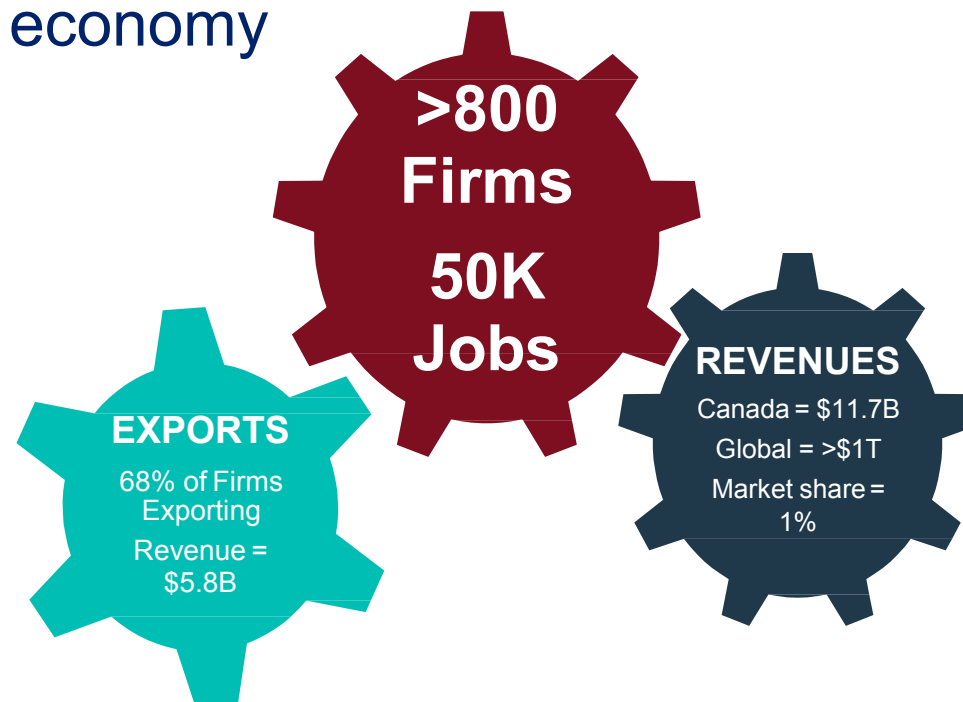 economy
>800
Firms
50K
Jobs
EXPORTS
68% of Firms
Exporting
Revenue =
$5.8B
REVENUES
Canada = $11.7B
Global = >$1T
Market share =
1%